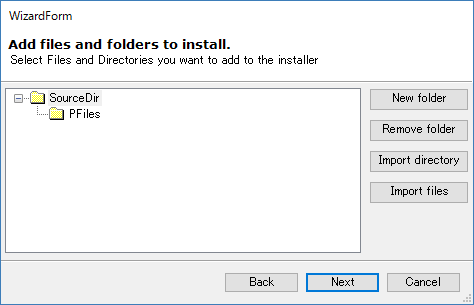 WizardForm
Add files and folders to install.
Select Files and Directories you want to add to the installer
SourceDir
PFiles
New folder
Remove folder
Import directory
Import files
Back
Next
Cancel